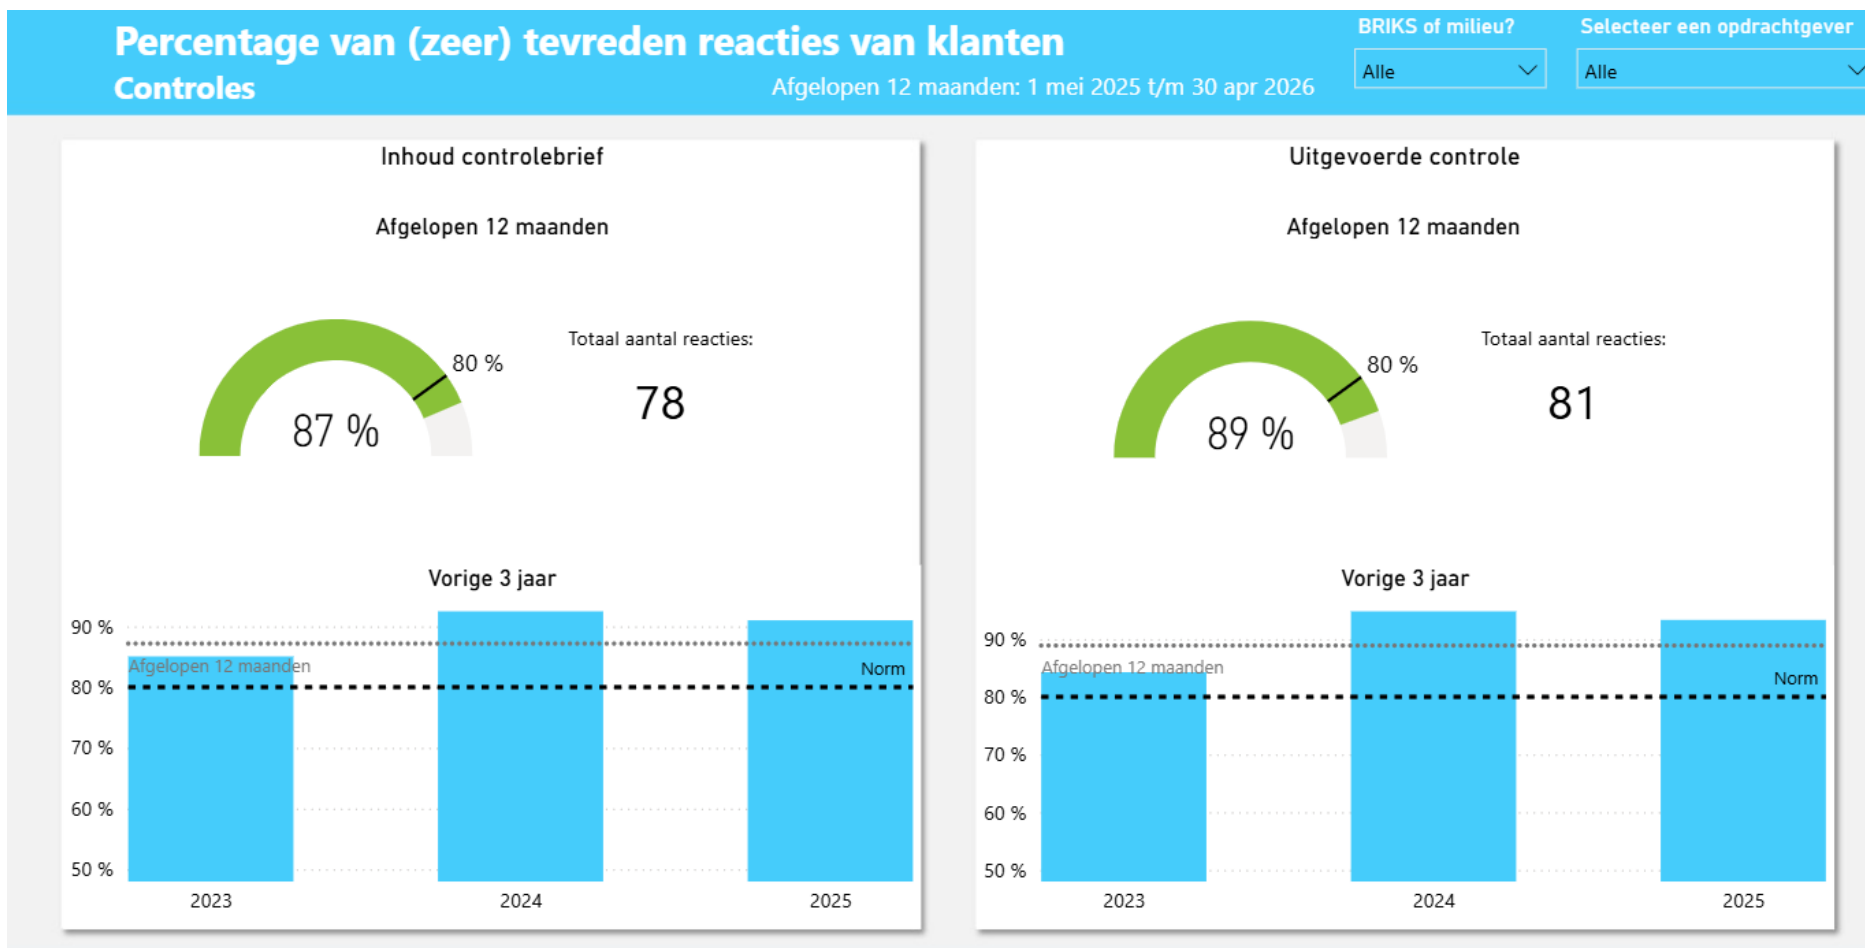 Percentage van (zeer) tevreden reacties van klanten
Controles
Afgelopen 12 maanden: 1 mei 2025 t/m 30 apr 2026
BRIKS of milieu?
Alle
Selecteer een opdrachtgever
Alle
Inhoud controlebrief
Afgelopen 12 maanden
80 %
87 %
Totaal aantal reacties:
78
Vorige 3 jaar
90 %
80 %
70 %
60 %
50 %
Afgelopen 12 maanden
Norm
2023
2024
2025
Uitgevoerde controle
Afgelopen 12 maanden
80 %
89 %
Totaal aantal reacties:
81
Vorige 3 jaar
90 %
80 %
70 %
60 %
50 %
Afgelopen 12 maanden
Norm
2023
2024
2025